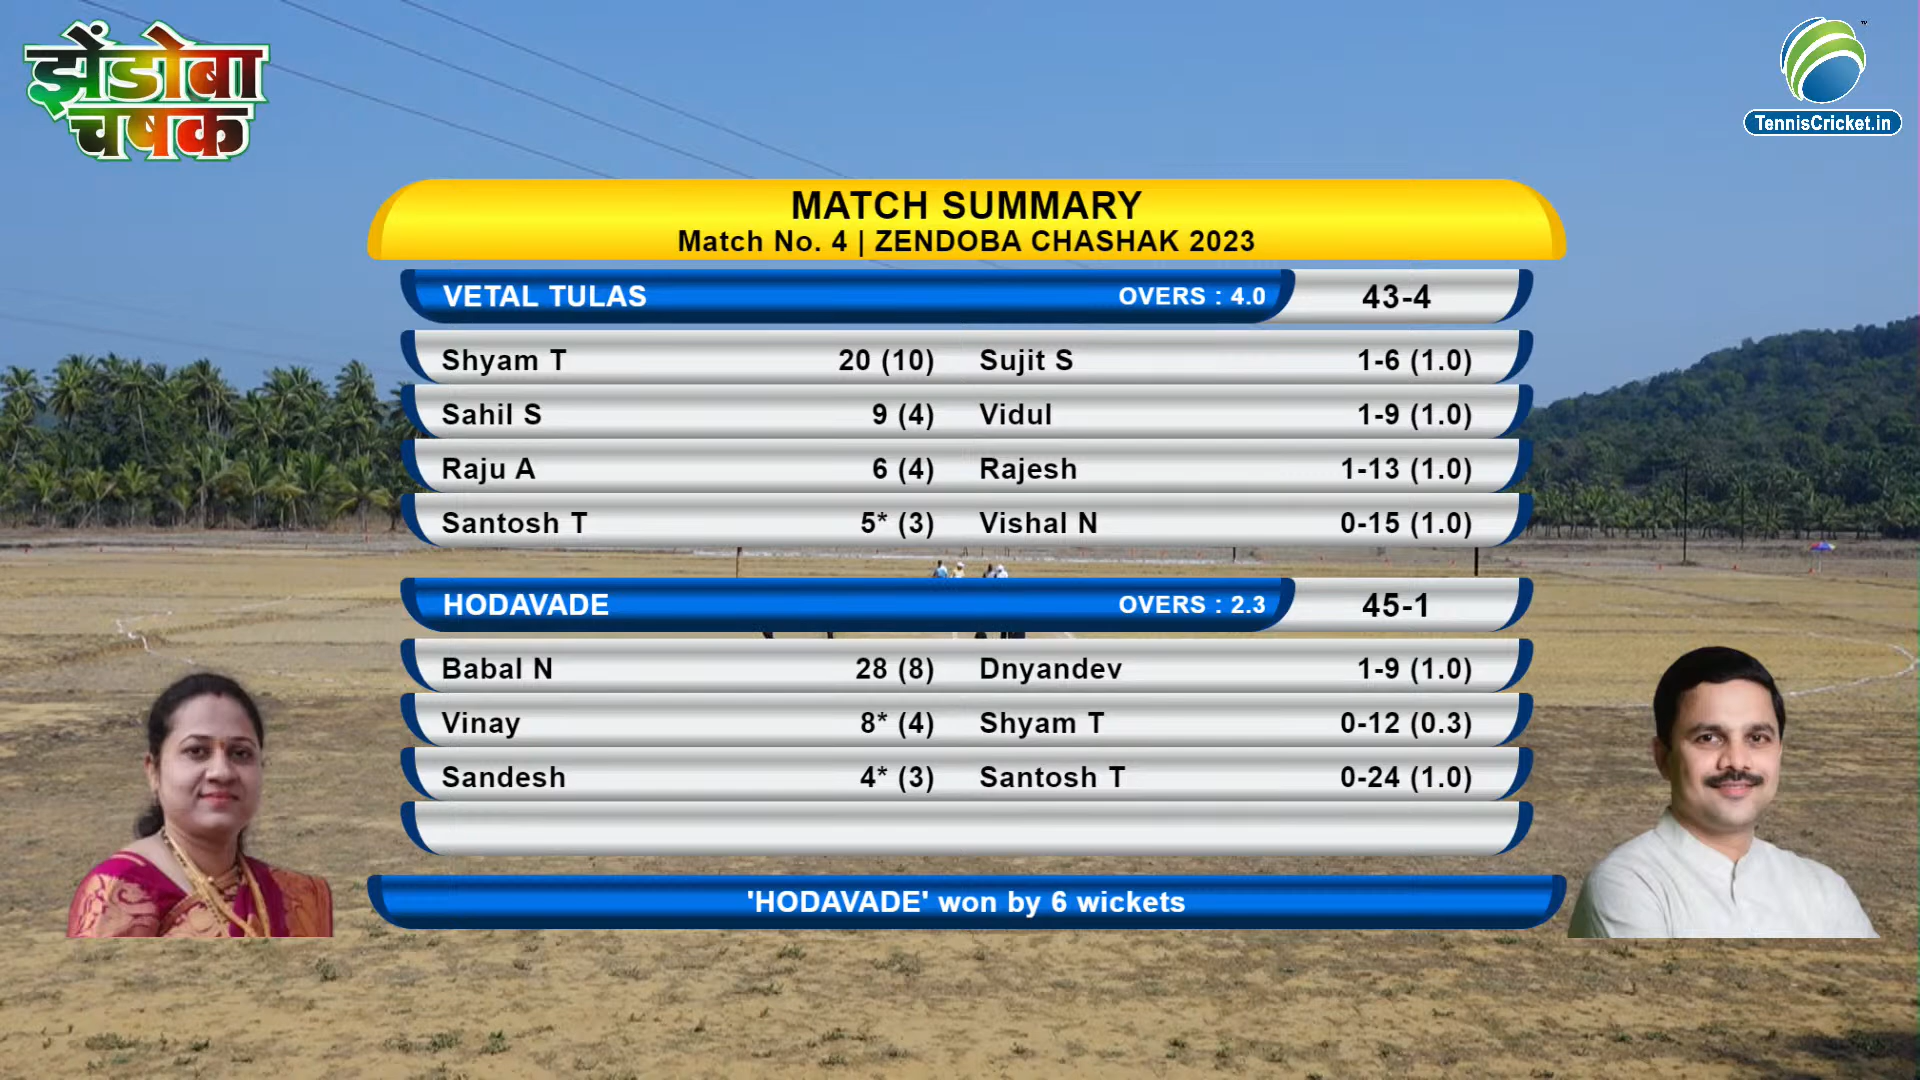 झेंडोबा
चषक
TM
TennisCricket.in
MATCH SUMMARY
Match No. 4 | ZENDOBA CHASHAK 2023
VETAL TULAS OVERS : 4.0 43-4
Shyam T 20 (10) Sujit S 1-6 (1.0)
Sahil S 9 (4) Vidul 1-9 (1.0)
Raju A 6 (4) Rajesh 1-13 (1.0)
Santosh T 5* (3) Vishal N 0-15 (1.0)
HODAVADE OVERS : 2.3 45-1
Babal N 28 (8) Dnyandev 1-9 (1.0)
Vinay 8* (4) Shyam T 0-12 (0.3)
Sandesh 4* (3) Santosh T 0-24 (1.0)
'HODAVADE' won by 6 wickets